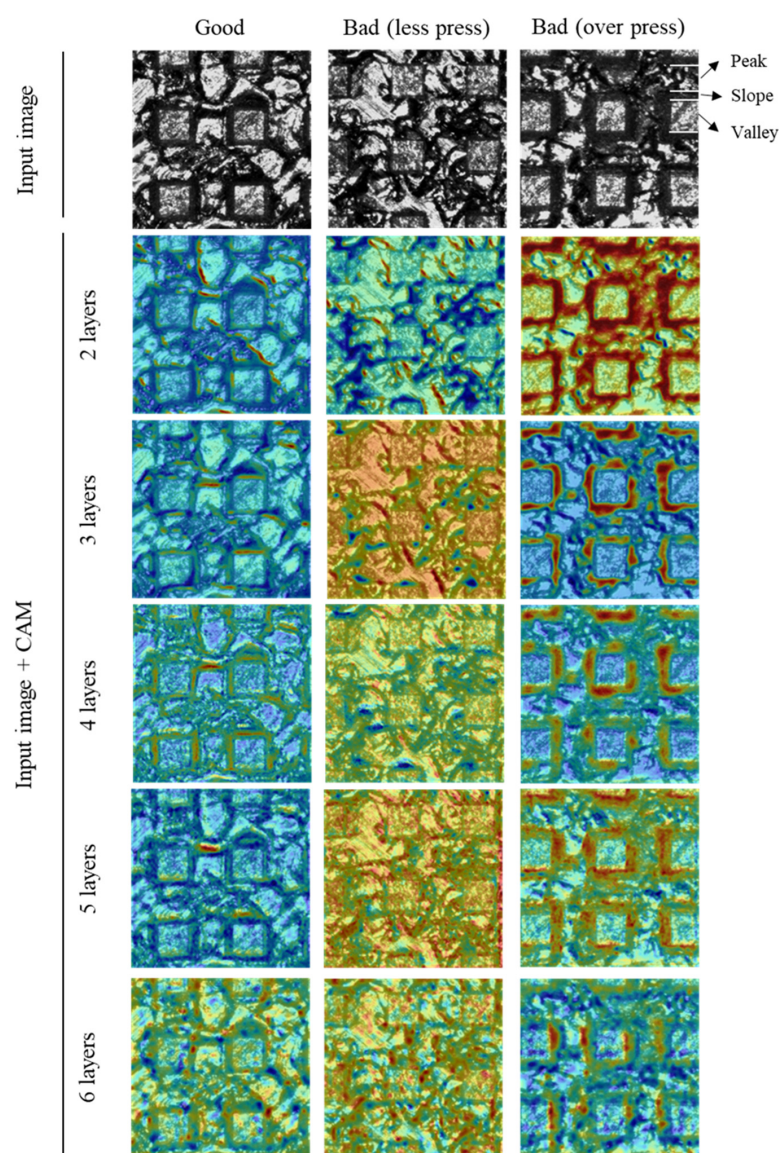 Good
Bad (less press)
Bad (over press)
Input image
Peak
Slope
Valley
Input image + CAM
2 layers
3 layers
4 layers
5 layers
6 layers